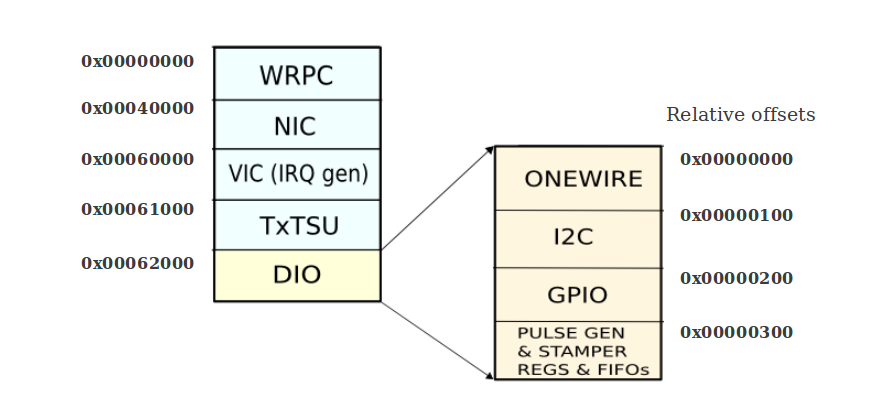 0x00000000
WRPC
0x00040000
NIC
0x00060000
VIC (IRQ gen)
0x00061000
TxTSU
0x00062000
DIO
Relative offsets
0x00000000
ONEWIRE
0x00000100
I2C
0x00000200
GPIO
0x00000300
PULSE GEN
& STAMPER
REGS & FIFOs